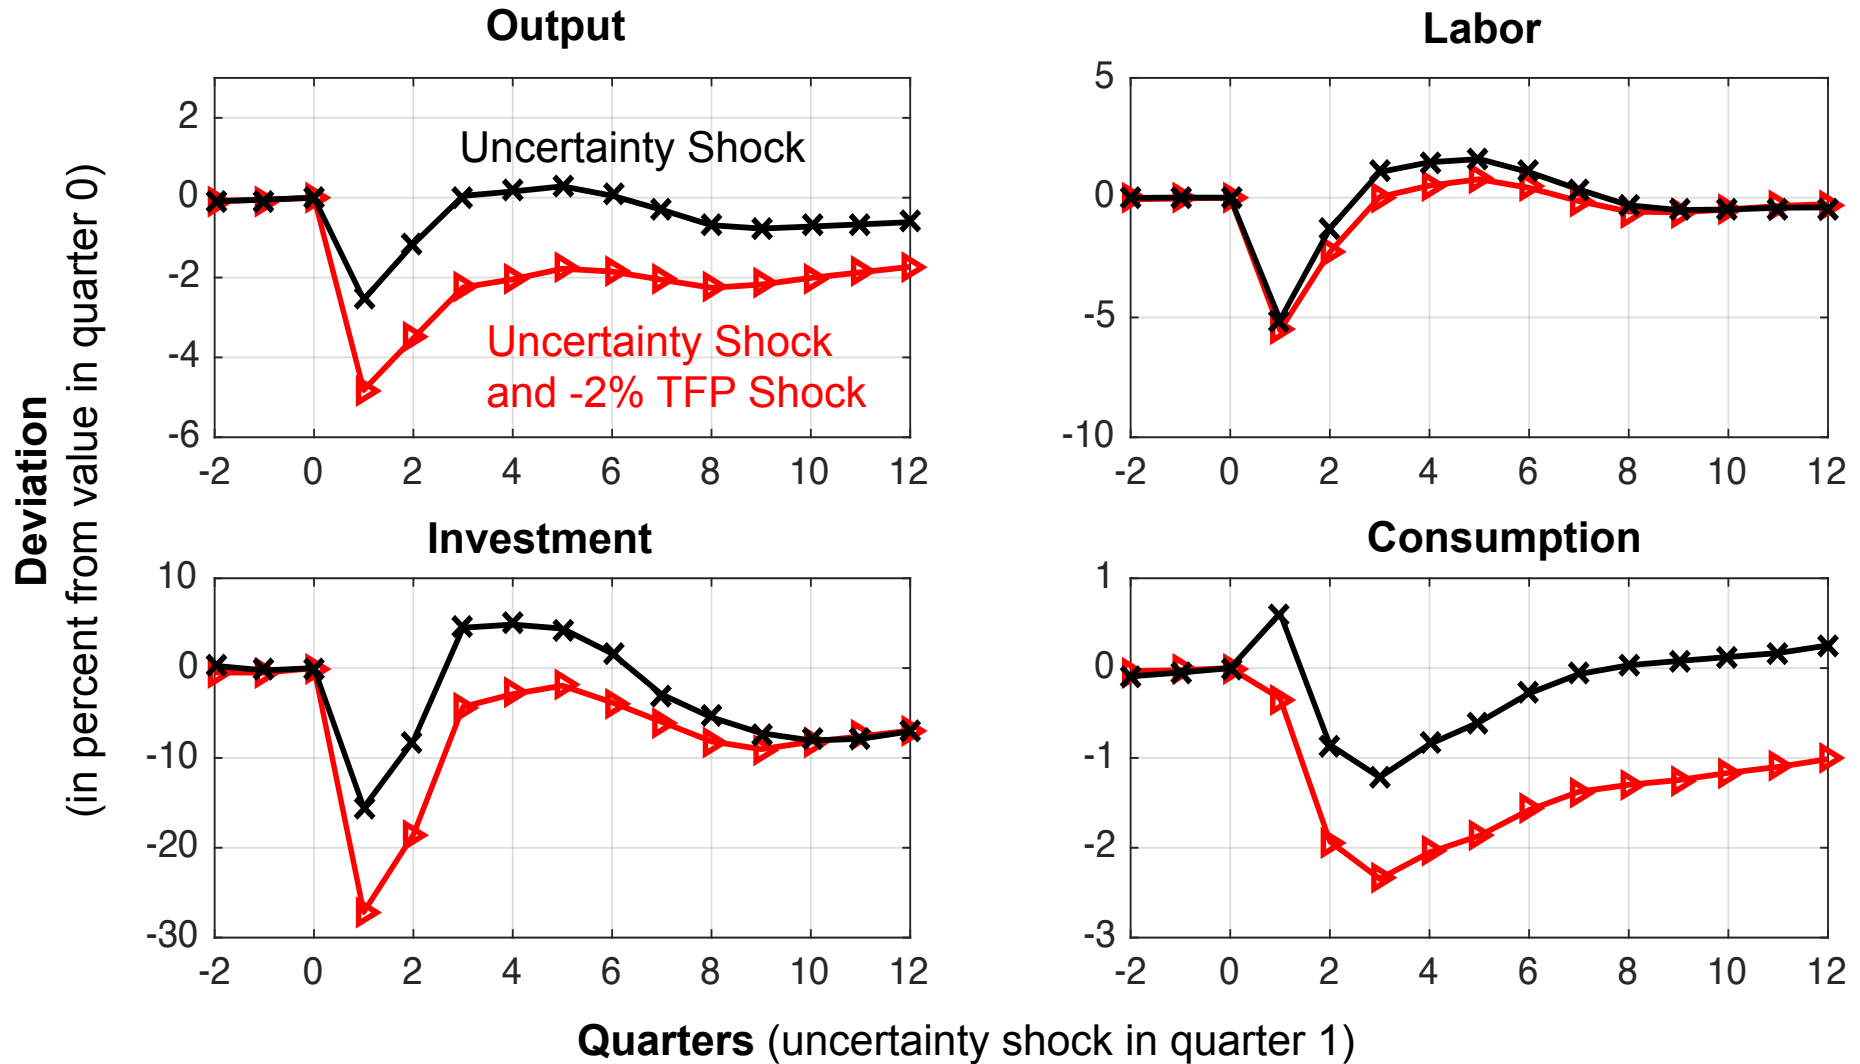 Output
2
0
-2
-4
-6
-2 0 2 4 6 8 10 12
Uncertainty Shock
Uncertainty Shock
and -2% TFP Shock
Labor
5
0
-5
-10
-2 0 2 4 6 8 10 12
Deviation
(in percent from value in quarter 0)
Investment
10
0
-10
-20
-30
-2 0 2 4 6 8 10 12
Consumption
1
0
-1
-2
-3
-2 0 2 4 6 8 10 12
Quarters (uncertainty shock in quarter 1)